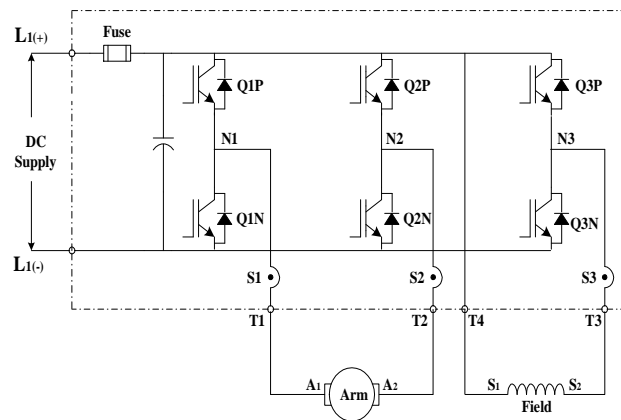 L1(+)
Fuse
Q1P
Q2P
Q3P
DC
Supply
N1
N2
N3
Q1N
Q2N
Q3N
L1(-)
S1
S2
S3
T1
T2
T4
T3
A1
Arm
A2
S1
S2
Field